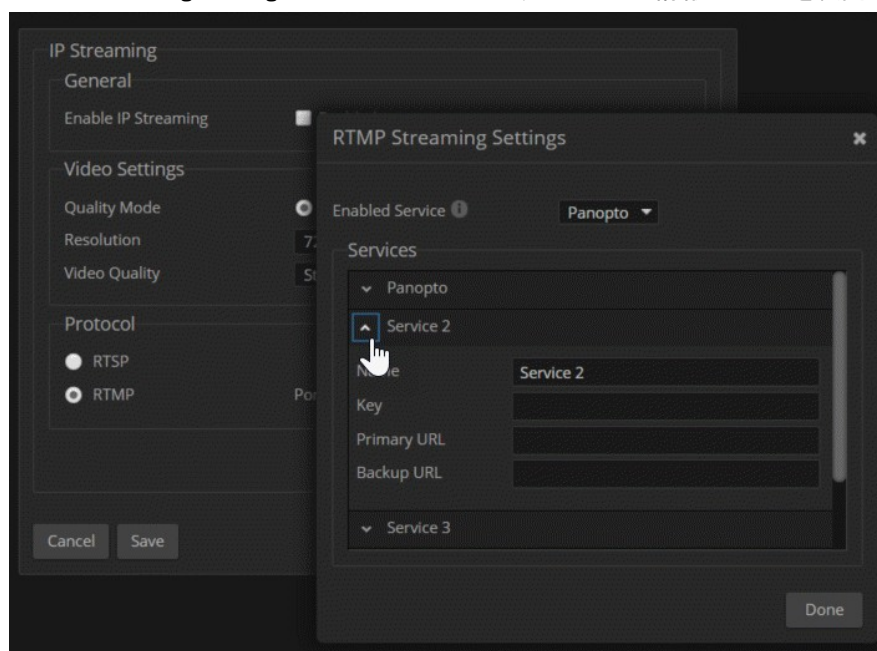 IP Streaming
General
Enable IP Streaming
Video Settings
Quality Mode
Resolution
Video Quality
Protocol
RTSP
RTMP
Cancel Save
RTMP Streaming Settings
Enabled Service Panopto
Services
Panopto
Service 2
Service 2
Key
Primary URL
Backup URL
Service 3
Done